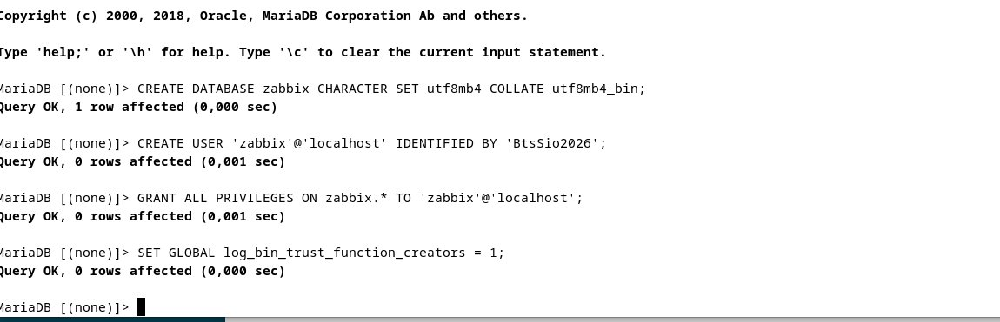 Copyright (c) 2000, 2018, Oracle, MariaDB Corporation Ab and others.
Type 'help;' or '\h' for help. Type '\c' to clear the current input statement.
MariaDB [(none)]> CREATE DATABASE zabbix CHARACTER SET utf8mb4 COLLATE utf8mb4_bin;
Query OK, 1 row affected (0,000 sec)
MariaDB [(none)]> CREATE USER 'zabbix'@'localhost' IDENTIFIED BY 'BtsSio2026';
Query OK, 0 rows affected (0,001 sec)
MariaDB [(none)]> GRANT ALL PRIVILEGES ON zabbix.* TO 'zabbix'@'localhost';
Query OK, 0 rows affected (0,001 sec)
MariaDB [(none)]> SET GLOBAL log_bin_trust_function_creators = 1;
Query OK, 0 rows affected (0,000 sec)
MariaDB [(none)]>